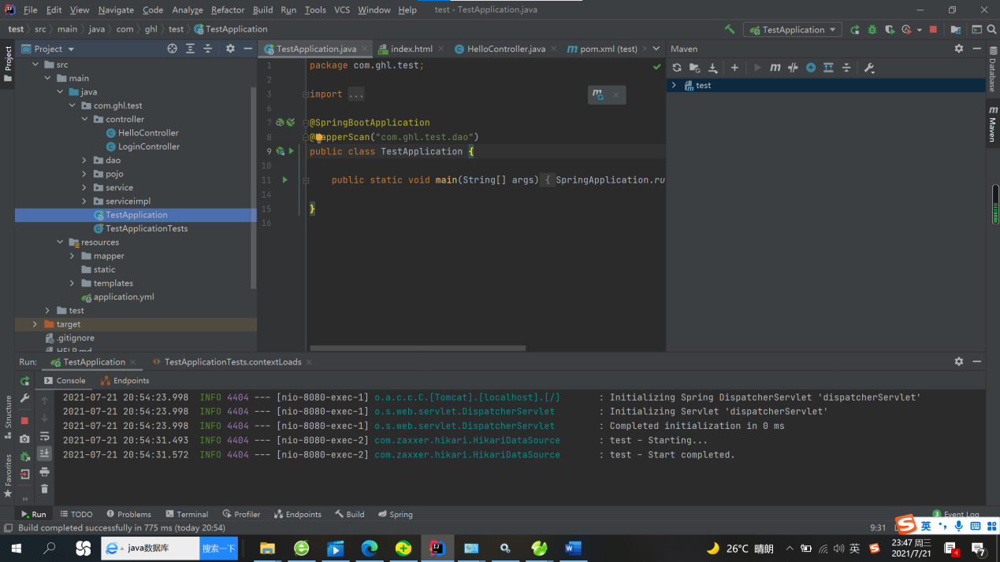 File Edit View Navigate Code Analyze Refactor Build Run Tools VCS Window Help test - TestApplication.java
test src main java com ghl test TestApplication
TestApplication
Project
TestApplication.java index.html HelloController.java pom.xml (test)
Maven
Project
Database
Maven
src
main
java
com.ghl.test
controller
HelloController
LoginController
dao
pojo
service
serviceimpl
TestApplication
TestApplicationTests
resources
mapper
static
templates
application.yml
test
target
.gitignore
HELP.md
1 package com.ghl.test;
2
3 import ...
6
7 @SpringBootApplication
8 @MapperScan("com.ghl.test.dao")
9 public class TestApplication {
10
11 public static void main(String[] args) { SpringApplication.ru
14
15 }
16
test
Run: TestApplication TestApplicationTests.contextLoads
Console Endpoints
2021-07-21 20:54:23.998 INFO 4404 --- [nio-8080-exec-1] o.a.c.c.C.[Tomcat].[localhost].[/] : Initializing Spring DispatcherServlet 'dispatcherServlet'
2021-07-21 20:54:23.998 INFO 4404 --- [nio-8080-exec-1] o.s.web.servlet.DispatcherServlet : Initializing Servlet 'dispatcherServlet'
2021-07-21 20:54:23.998 INFO 4404 --- [nio-8080-exec-1] o.s.web.servlet.DispatcherServlet : Completed initialization in 0 ms
2021-07-21 20:54:31.493 INFO 4404 --- [nio-8080-exec-2] com.zaxxer.hikari.HikariDataSource : test - Starting...
2021-07-21 20:54:31.572 INFO 4404 --- [nio-8080-exec-2] com.zaxxer.hikari.HikariDataSource : test - Start completed.
Structure
Favorites
Run TODO Problems Terminal Profiler Endpoints Build Spring 3 Event Log
Build completed successfully in 775 ms (today 20:54) 9:31 英
java数据库 搜索一下 26°C 晴朗 英 23:47 周三 4 7
2021/7/21